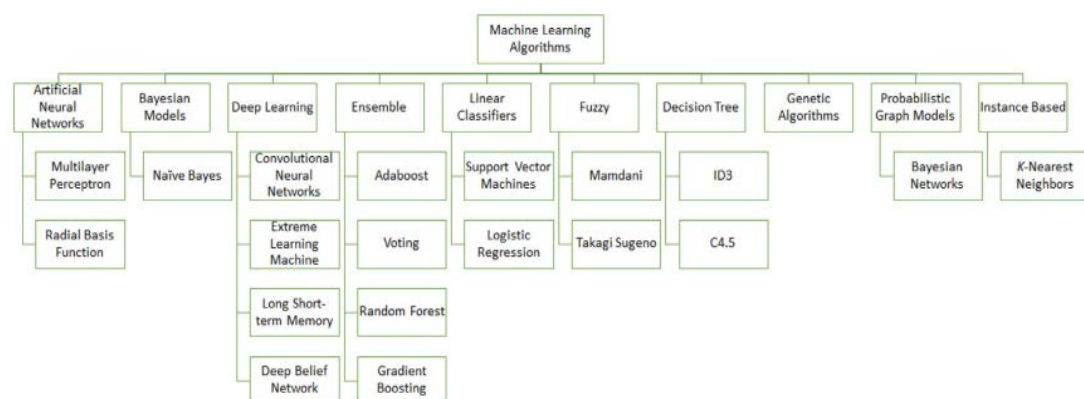 Machine Learning
Algorithms
Artificial
Neural
Networks
Bayesian
Models
Deep Learning
Ensemble
Linear
Classifiers
Fuzzy
Decision Tree
Genetic
Algorithms
Probabilistic
Graph Models
Instance Based
Multilayer
Perceptron
Naïve Bayes
Convolutional
Neural
Networks
Adaboost
Support Vector
Machines
Mamdani
ID3
Bayesian
Networks
K-Nearest
Neighbors
Radial Basis
Function
Extreme
Learning
Machine
Voting
Logistic
Regression
Takagi Sugeno
C4.5
Long Short-
term Memory
Random Forest
Deep Belief
Network
Gradient
Boosting